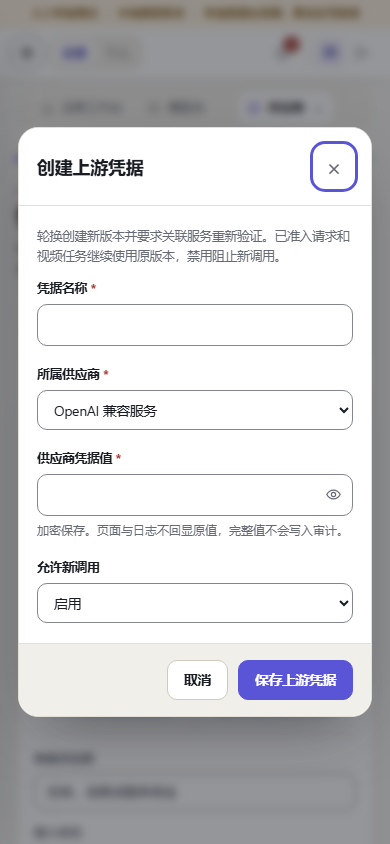 创建上游凭据
轮换创建新版本并要求关联服务重新验证。已准入请求和
视频任务继续使用原版本，禁用阻止新调用。
凭据名称 *
所属供应商 *
OpenAI 兼容服务
供应商凭据值 *
加密保存。页面与日志不回显原值，完整值不会写入审计。
允许新调用
启用
取消
保存上游凭据